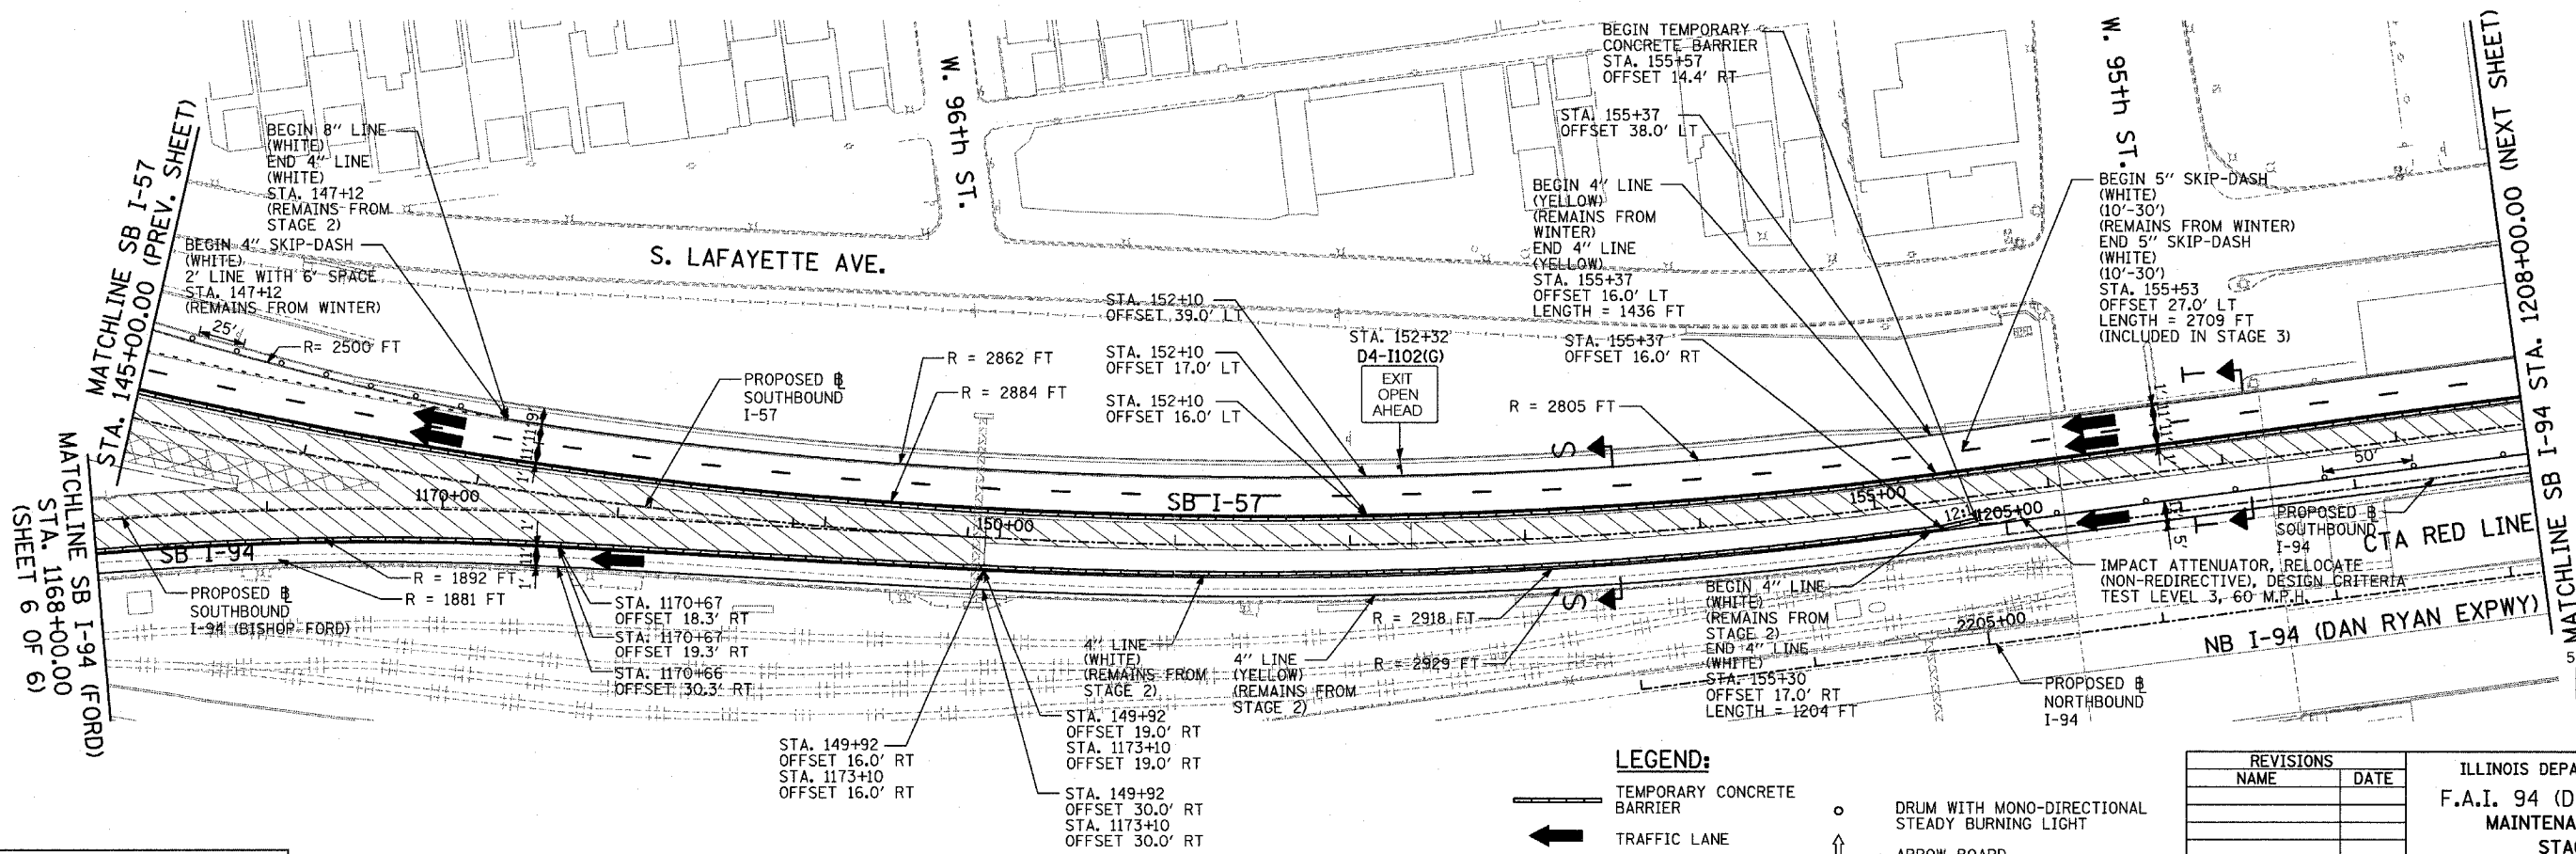 MATCHLINE SB I-57
STA. 145+00.00 (PREV. SHEET)
MATCHLINE SB I-94 (FORD)
STA. 1168+00.00
(SHEET 6 OF 6)
BEGIN 8" LINE
(WHITE)
END 4" LINE
(WHITE)
STA. 147+12
(REMAINS FROM
STAGE 2)
BEGIN 4" SKIP-DASH
(WHITE)
2' LINE WITH 6' SPACE
STA. 147+12
(REMAINS FROM WINTER)
25'
R= 2500 FT
S. LAFAYETTE AVE.
W. 96th ST.
PROPOSED ℄
SOUTHBOUND
I-57
R = 2862 FT
R = 2884 FT
STA. 152+10
OFFSET 39.0' LT
STA. 152+10
OFFSET 17.0' LT
STA. 152+10
OFFSET 16.0' LT
STA. 152+32
D4-I102(G)
EXIT
OPEN
AHEAD
BEGIN TEMPORARY
CONCRETE BARRIER
STA. 155+57
OFFSET 14.4' RT
STA. 155+37
OFFSET 38.0' LT
BEGIN 4" LINE
(YELLOW)
(REMAINS FROM
WINTER)
END 4" LINE
(YELLOW)
STA. 155+37
OFFSET 16.0' LT
LENGTH = 1436 FT
STA. 155+37
OFFSET 16.0' RT
R = 2805 FT
W. 95th ST.
BEGIN 5" SKIP-DASH
(WHITE)
(10'-30')
(REMAINS FROM WINTER)
END 5" SKIP-DASH
(WHITE)
(10'-30')
STA. 155+53
OFFSET 27.0' LT
LENGTH = 2709 FT
(INCLUDED IN STAGE 3)
MATCHLINE SB I-94 STA. 1208+00.00 (NEXT SHEET)
S
S
T
T
11'
11'
9'
1'
11'
11'
1'
50'
5'
1170+00
150+00
155+00
12:1
1205+00
2205+00
SB I-57
SB I-94
1'
11'
1'
PROPOSED ℄
SOUTHBOUND
I-94 (BISHOP FORD)
R = 1892 FT
R = 1881 FT
STA. 1170+67
OFFSET 18.3' RT
STA. 1170+67
OFFSET 19.3' RT
STA. 1170+66
OFFSET 30.3' RT
STA. 149+92
OFFSET 16.0' RT
STA. 1173+10
OFFSET 16.0' RT
STA. 149+92
OFFSET 19.0' RT
STA. 1173+10
OFFSET 19.0' RT
STA. 149+92
OFFSET 30.0' RT
STA. 1173+10
OFFSET 30.0' RT
4" LINE
(WHITE)
(REMAINS FROM
STAGE 2)
4" LINE
(YELLOW)
(REMAINS FROM
STAGE 2)
R = 2918 FT
R = 2929 FT
BEGIN 4" LINE
(WHITE)
(REMAINS FROM
STAGE 2)
END 4" LINE
(WHITE)
STA. 155+30
OFFSET 17.0' RT
LENGTH = 1204 FT
PROPOSED ℄
SOUTHBOUND
I-94
CTA RED LINE
IMPACT ATTENUATOR, RELOCATE
(NON-REDIRECTIVE), DESIGN CRITERIA
TEST LEVEL 3, 60 M.P.H.
NB I-94 (DAN RYAN EXPWY)
PROPOSED ℄
NORTHBOUND
I-94
LEGEND:
TEMPORARY CONCRETE
BARRIER
TRAFFIC LANE
DRUM WITH MONO-DIRECTIONAL
STEADY BURNING LIGHT
ARROW BOARD
REVISIONS
NAME DATE
ILLINOIS DEPA
F.A.I. 94 (D
MAINTENA
STA